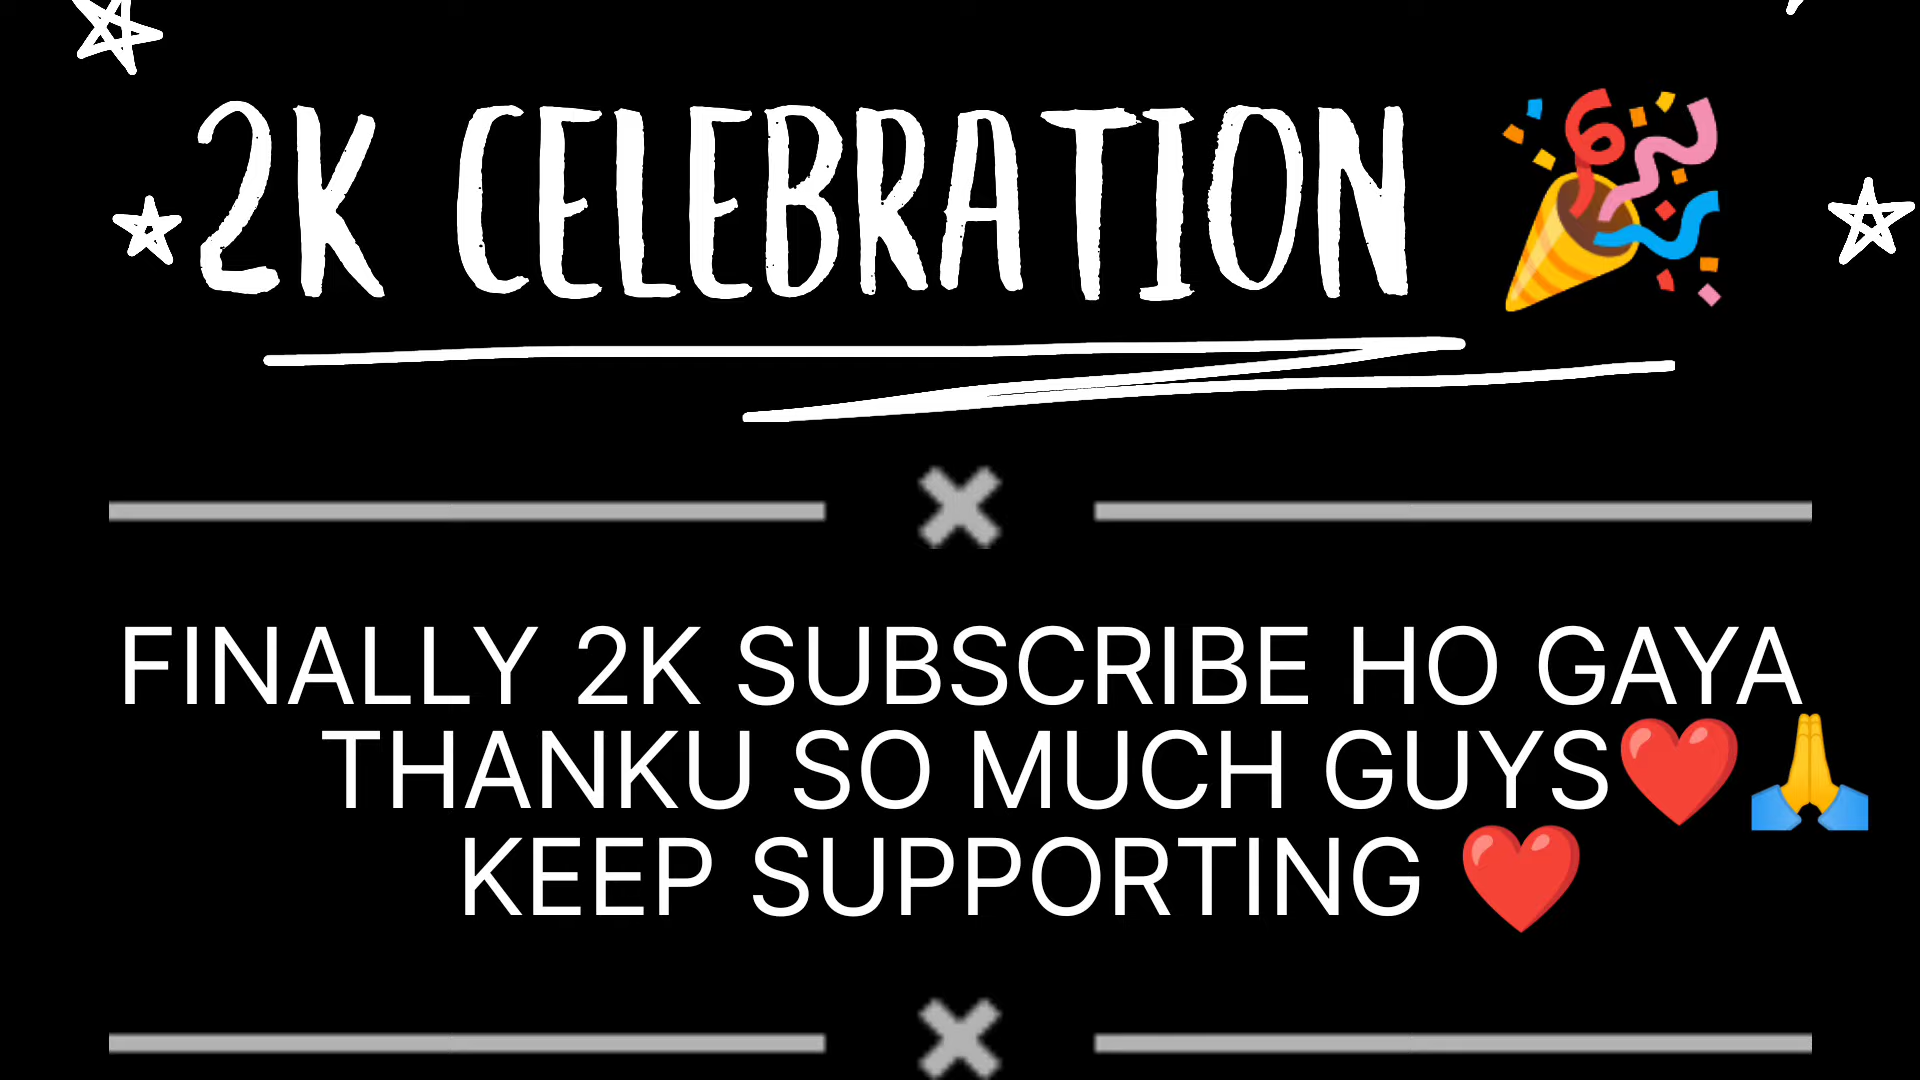 2K CELEBRATION 🎉
FINALLY 2K SUBSCRIBE HO GAYA
THANKU SO MUCH GUYS❤️🙏
KEEP SUPPORTING ❤️